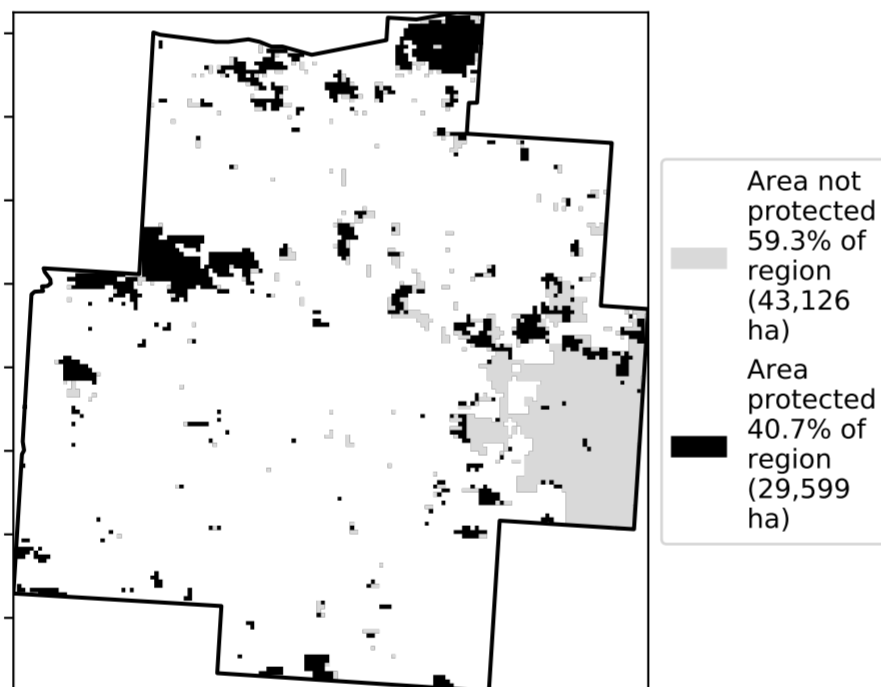 Area not
protected
59.3% of
region
(43,126
ha)
Area
protected
40.7% of
region
(29,599
ha)